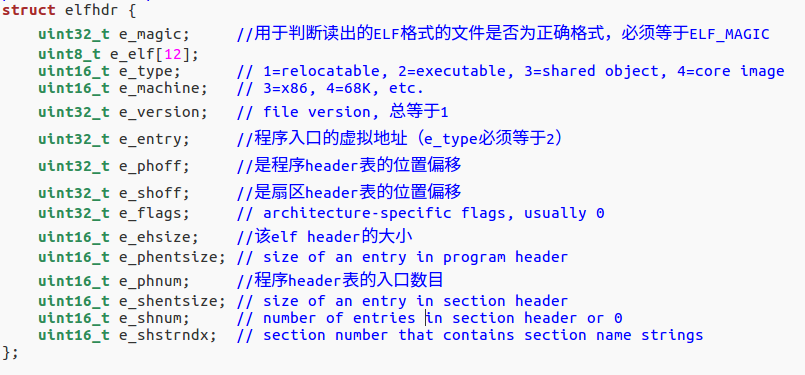 struct elfhdr {
uint32_t e_magic; //用于判断读出的ELF格式的文件是否为正确格式，必须等于ELF_MAGIC
uint8_t e_elf[12];
uint16_t e_type; // 1=relocatable, 2=executable, 3=shared object, 4=core image
uint16_t e_machine; // 3=x86, 4=68K, etc.
uint32_t e_version; // file version, 总等于1
uint32_t e_entry; //程序入口的虚拟地址（e_type必须等于2）
uint32_t e_phoff; //是程序header表的位置偏移
uint32_t e_shoff; //是扇区header表的位置偏移
uint32_t e_flags; // architecture-specific flags, usually 0
uint16_t e_ehsize; //该elf header的大小
uint16_t e_phentsize; // size of an entry in program header
uint16_t e_phnum; //程序header表的入口数目
uint16_t e_shentsize; // size of an entry in section header
uint16_t e_shnum; // number of entries in section header or 0
uint16_t e_shstrndx; // section number that contains section name strings
};